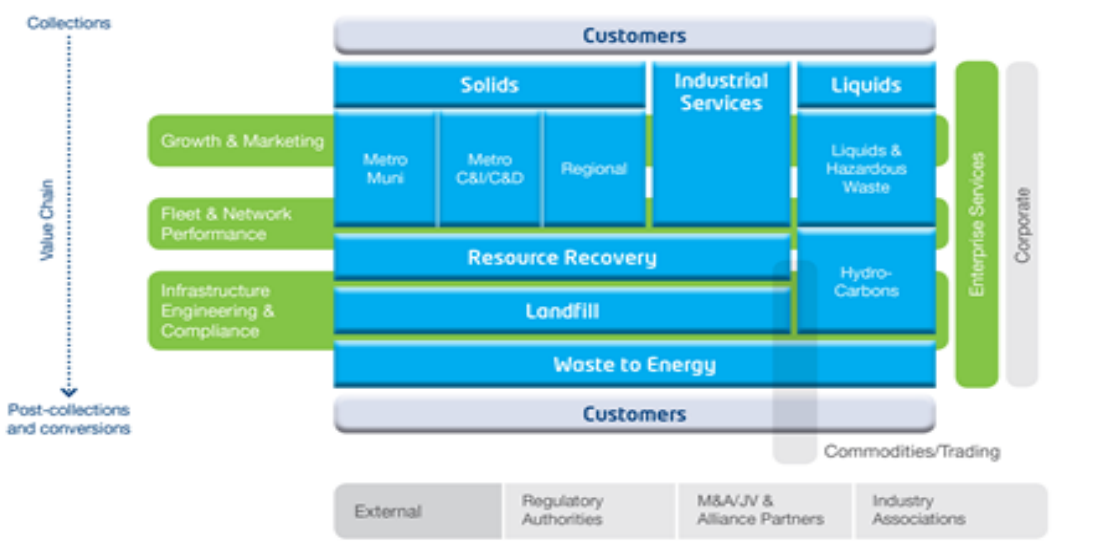 Collections
Value Chain
Post-collections
and conversions
Customers
Solids
Industrial
Services
Liquids
Growth & Marketing
Metro
Muni
Metro
C&I/C&D
Regional
Liquids &
Hazardous
Waste
Fleet & Network
Performance
Resource Recovery
Hydro-
Carbons
Infrastructure
Engineering &
Compliance
Landfill
Waste to Energy
Customers
Enterprise Services
Corporate
Commodities/Trading
External
Regulatory
Authorities
M&A/JV &
Alliance Partners
Industry
Associations